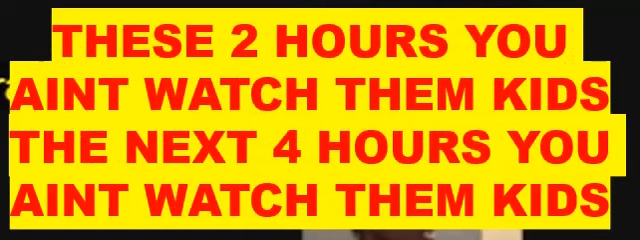 THESE 2 HOURS YOU
AINT WATCH THEM KIDS
THE NEXT 4 HOURS YOU
AINT WATCH THEM KIDS